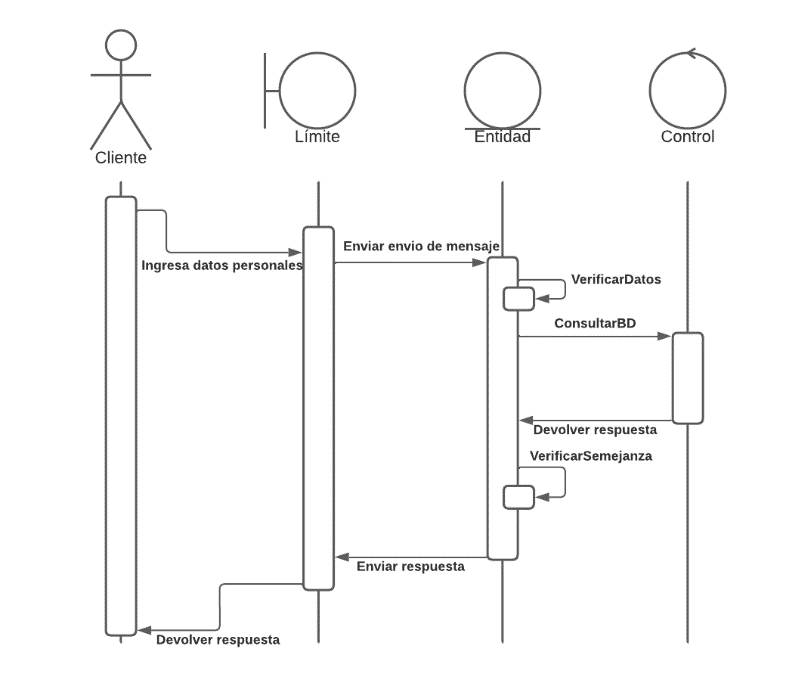 Cliente
Límite
Entidad
Control
Ingresa datos personales
Enviar envio de mensaje
VerificarDatos
ConsultarBD
Devolver respuesta
VerificarSemejanza
Enviar respuesta
Devolver respuesta